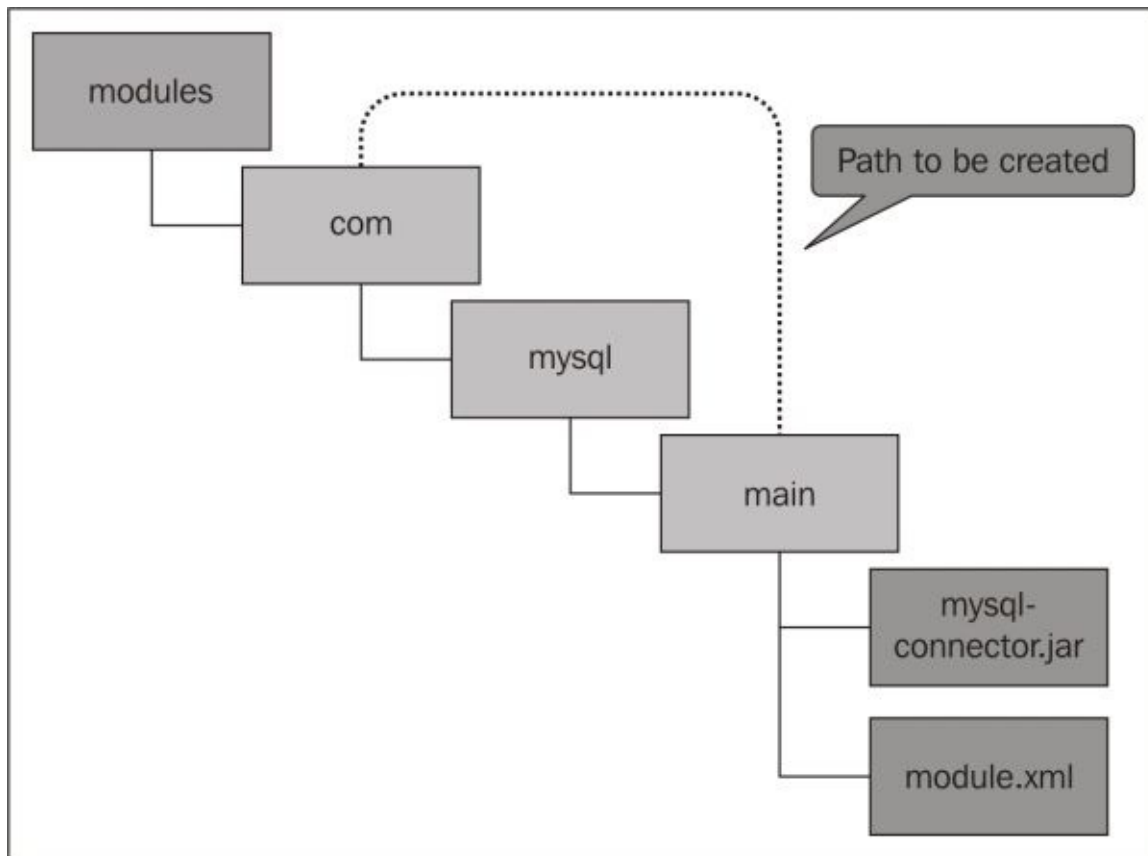 modules
Path to be created
com
mysql
main
mysql-
connector.jar
module.xml